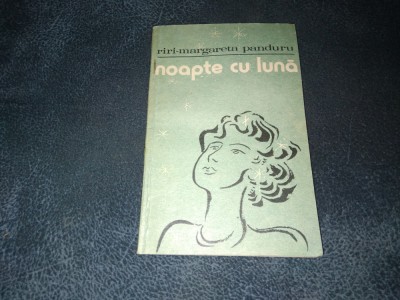 riri-margareta panduru
noapte cu lună